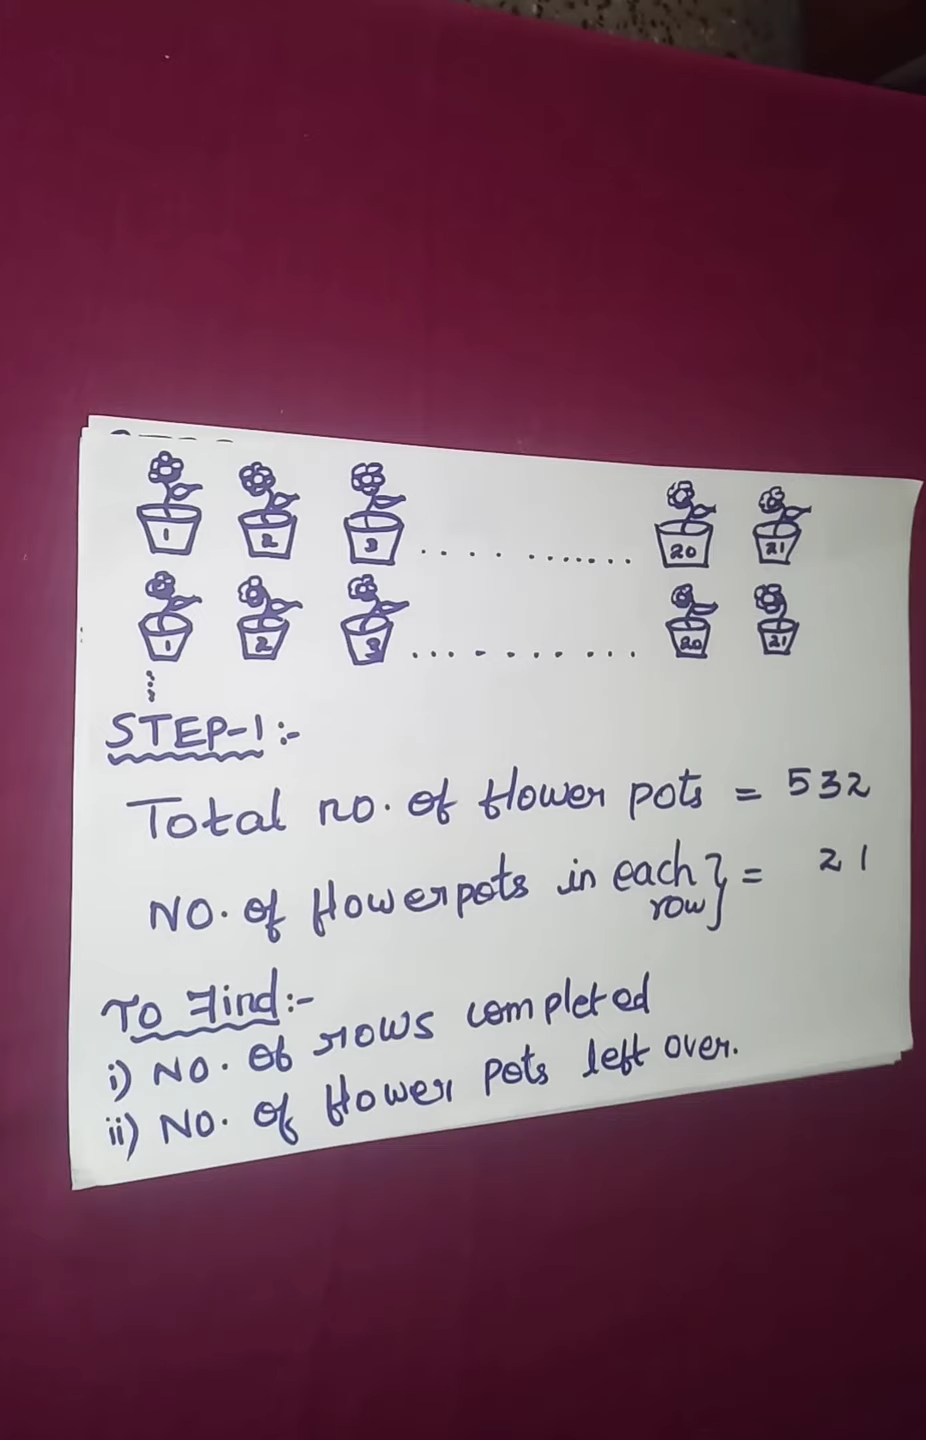 1 2 3 ........... 20 21
1 2 3 ........... 20 21
STEP-1:-
Total no. of flower pots = 532
NO. of flowerpots in each } = 21
row
To Find:-
i) NO. of rows completed
ii) NO. of flower pots left over.